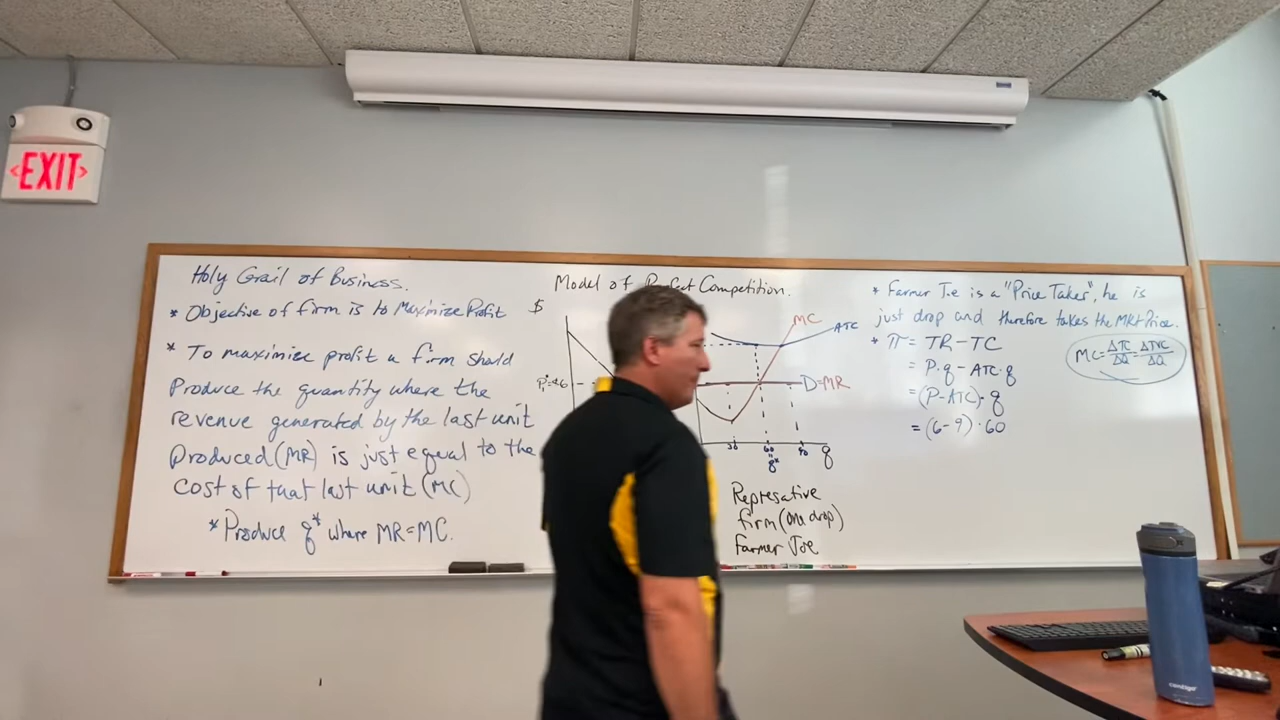 <EXIT>
Holy Grail of Business.
* Objective of firm is to Maximize Profit
* To maximize profit a firm should
Produce the quantity where the
revenue generated by the last unit
Produced (MR) is just equal to the
cost of that last unit (MC)
* Produce q* where MR=MC.
Model of Competition.
$
MC
ATC
D=MR
60
q*
90
q
Represative
firm (one drop)
Farmer Joe
* Farmer Joe is a "Price Taker", he is
just drop and therefore takes the MKT Price.
* π = TR - TC
= P·q - ATC·q
= (P-ATC)·q
= (6-9)·60
MC = ΔTC/ΔQ = ΔTVC/ΔQ
contigo